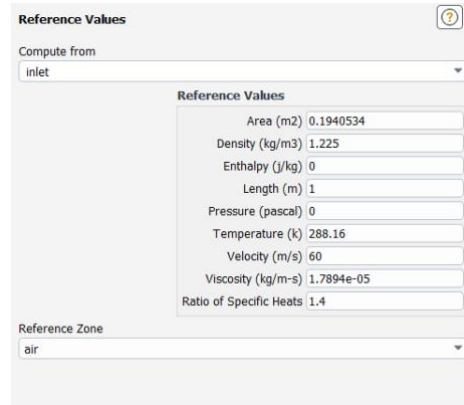 Reference Values
?
Compute from
inlet
Reference Values
Area (m2) 0.1940534
Density (kg/m3) 1.225
Enthalpy (j/kg) 0
Length (m) 1
Pressure (pascal) 0
Temperature (k) 288.16
Velocity (m/s) 60
Viscosity (kg/m-s) 1.7894e-05
Ratio of Specific Heats 1.4
Reference Zone
air